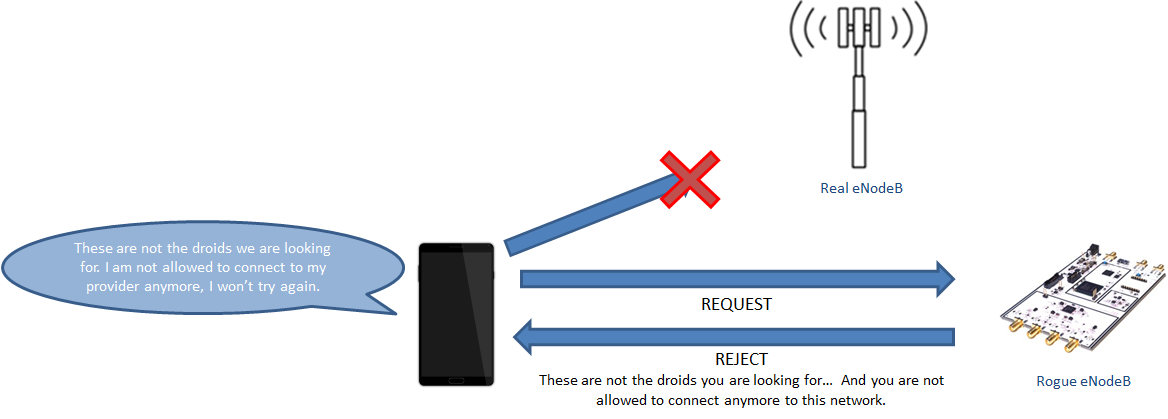 Real eNodeB
These are not the droids we are looking
for. I am not allowed to connect to my
provider anymore, I won't try again.
REQUEST
REJECT
These are not the droids you are looking for... And you are not
allowed to connect anymore to this network.
Rogue eNodeB